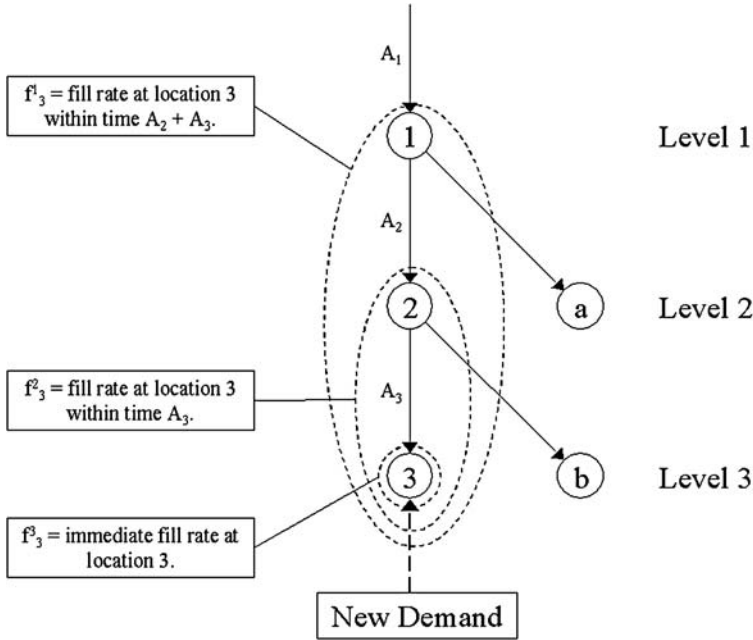 A₁
f¹₃ = fill rate at location 3
within time A₂ + A₃.
1
Level 1
A₂
2
a
Level 2
f²₃ = fill rate at location 3
within time A₃.
A₃
3
b
Level 3
f³₃ = immediate fill rate at
location 3.
New Demand